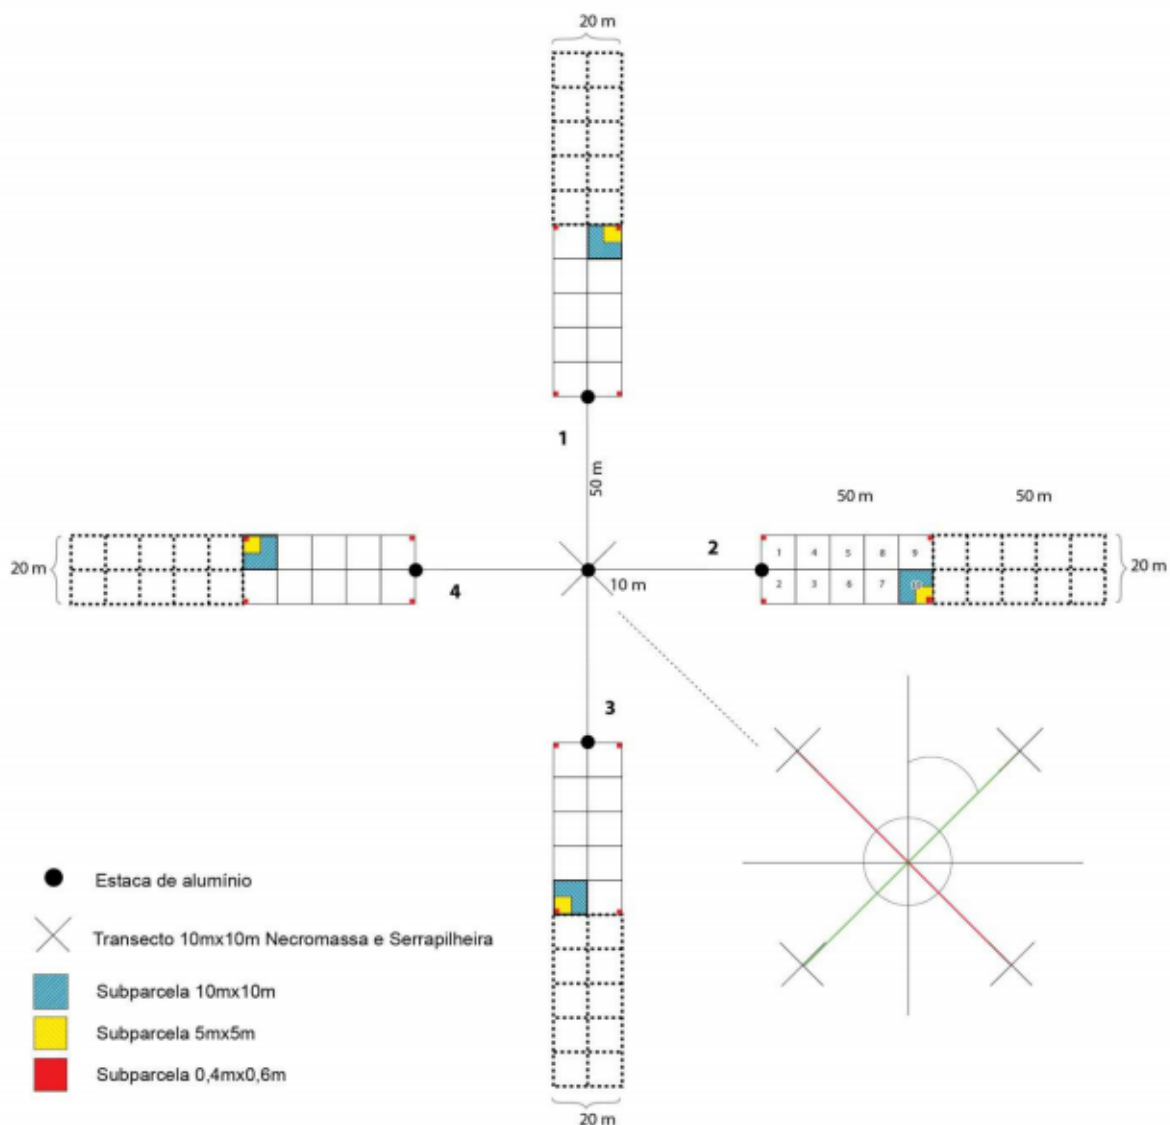 20 m
1
50 m
50 m
50 m
2
1 4 5 8 9
2 3 6 7 10
20 m
20 m
4
10 m
3
Estaca de alumínio
Transecto 10mx10m Necromassa e Serrapilheira
Subparcela 10mx10m
Subparcela 5mx5m
Subparcela 0,4mx0,6m
20 m